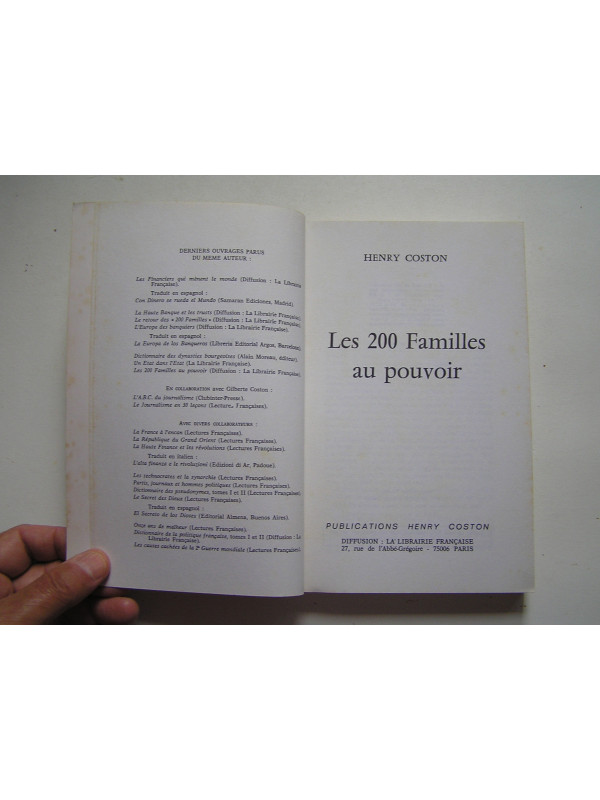 DERNIERS OUVRAGES PARUS
DU MEME AUTEUR :
Les Financiers qui mènent le monde (Diffusion : La Librairie
Française).
Traduit en espagnol :
Con Dinero se rueda el Mundo (Samaran Ediciones, Madrid).
La Haute Banque et les trusts (Diffusion : La Librairie Française).
Le retour des « 200 Familles » (Diffusion : La Librairie Française).
L'Europe des banquiers (Diffusion : La Librairie Française).
Traduit en espagnol :
La Europa de los Banqueros (Libreria Editorial Argos, Barcelone).
Dictionnaire des dynasties bourgeoises (Alain Moreau, éditeur).
Un Etat dans l'Etat (La Librairie Française).
Les 200 Familles au pouvoir (Diffusion : La Librairie Française).
EN COLLABORATION avec Gilberte Coston :
L'A.B.C. du journalisme (Clubinter-Presse).
Le Journalisme en 30 leçons (Lectures Françaises).
AVEC DIVERS COLLABORATEURS :
La France à l'encan (Lectures Françaises).
La République du Grand Orient (Lectures Françaises).
La Haute Finance et les révolutions (Lectures Françaises).
Traduit en italien :
L'alta finanza e le rivoluzioni (Edizioni di Ar, Padoue).
Les technocrates et la synarchie (Lectures Françaises).
Partis, journaux et hommes politiques (Lectures Françaises).
Dictionnaire des pseudonymes, tomes I et II (Lectures Françaises).
Le Secret des Dieux (Lectures Françaises).
Traduit en espagnol :
El Secreto de los Dioses (Editorial Almena, Buenos Aires).
Onze ans de malheur (Lectures Françaises).
Dictionnaire de la politique française, tomes I et II (Diffusion : La
Librairie Française).
Les causes cachées de la 2e Guerre mondiale (Lectures Françaises).
HENRY COSTON
Les 200 Familles
au pouvoir
PUBLICATIONS HENRY COSTON
DIFFUSION : LA LIBRAIRIE FRANÇAISE
27, rue de l'Abbé-Grégoire - 75006 PARIS